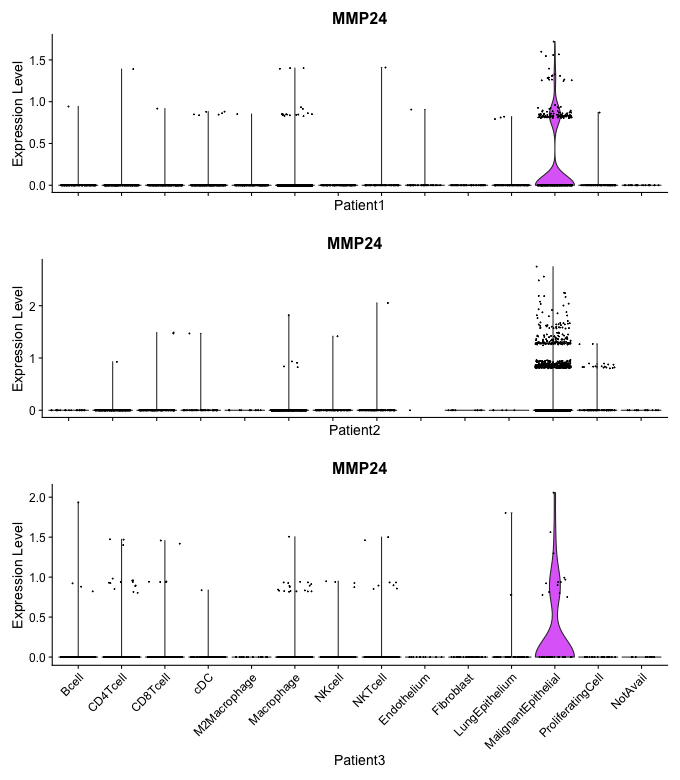 MMP24
Expression Level
1.5
1.0
0.5
0.0
Patient1
MMP24
Expression Level
2
1
0
Patient2
MMP24
Expression Level
2.0
1.5
1.0
0.5
0.0
Bcell
CD4Tcell
CD8Tcell
cDC
M2Macrophage
Macrophage
NKcell
NKTcell
Endothelium
Fibroblast
LungEpithelium
MalignantEpithelial
ProliferatingCell
NotAvail
Patient3